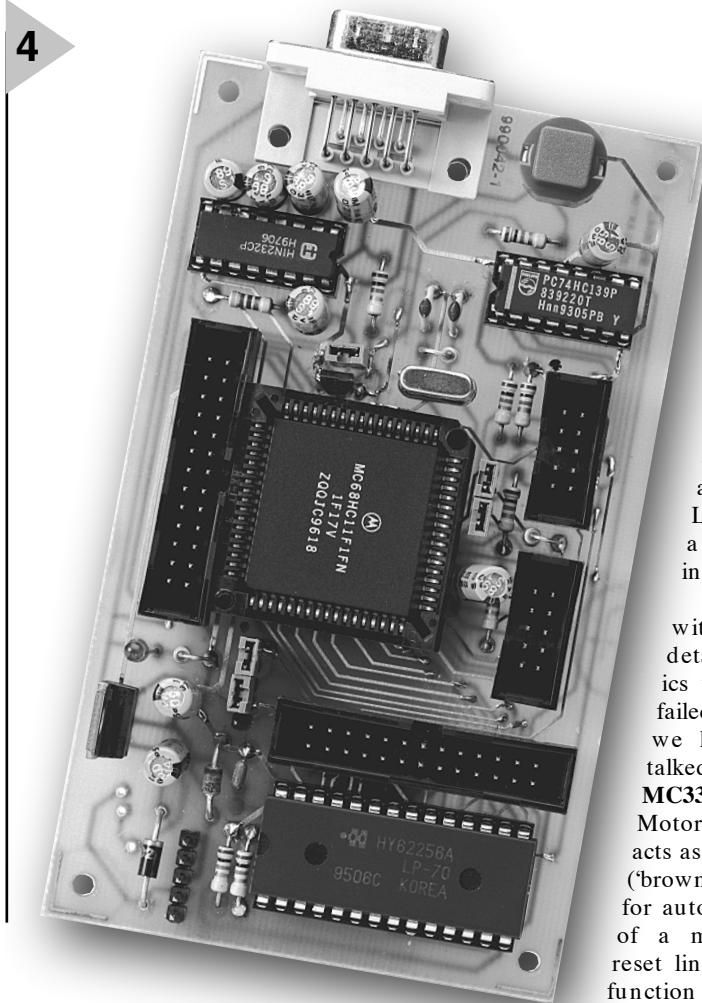 4
990042-1
HIN232CP
H9706
PC74HC139P
839220T
Hnn9305PB Y
MC68HC11F1FN
1F17V
ZQQJC9618
HY62256A
LP-70
9506C KOREA
a
L
a
in
wit
deta
ics
failed
we
talked
MC33
Motor
acts as
('brown
for auto
of a m
reset lin
function